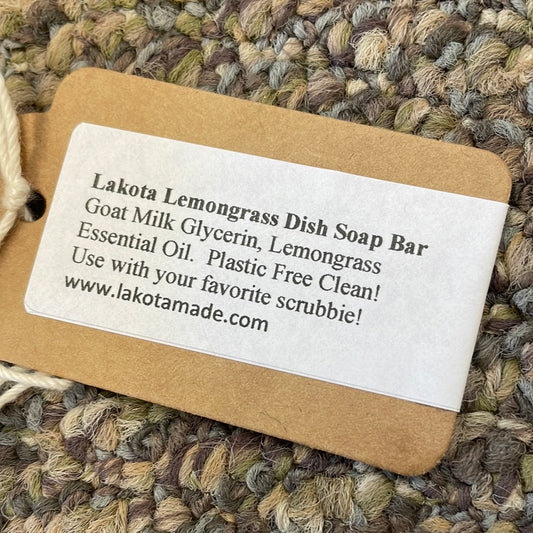 Lakota Lemongrass Dish Soap Bar
Goat Milk Glycerin, Lemongrass
Essential Oil.  Plastic Free Clean!
Use with your favorite scrubbie!
www.lakotamade.com